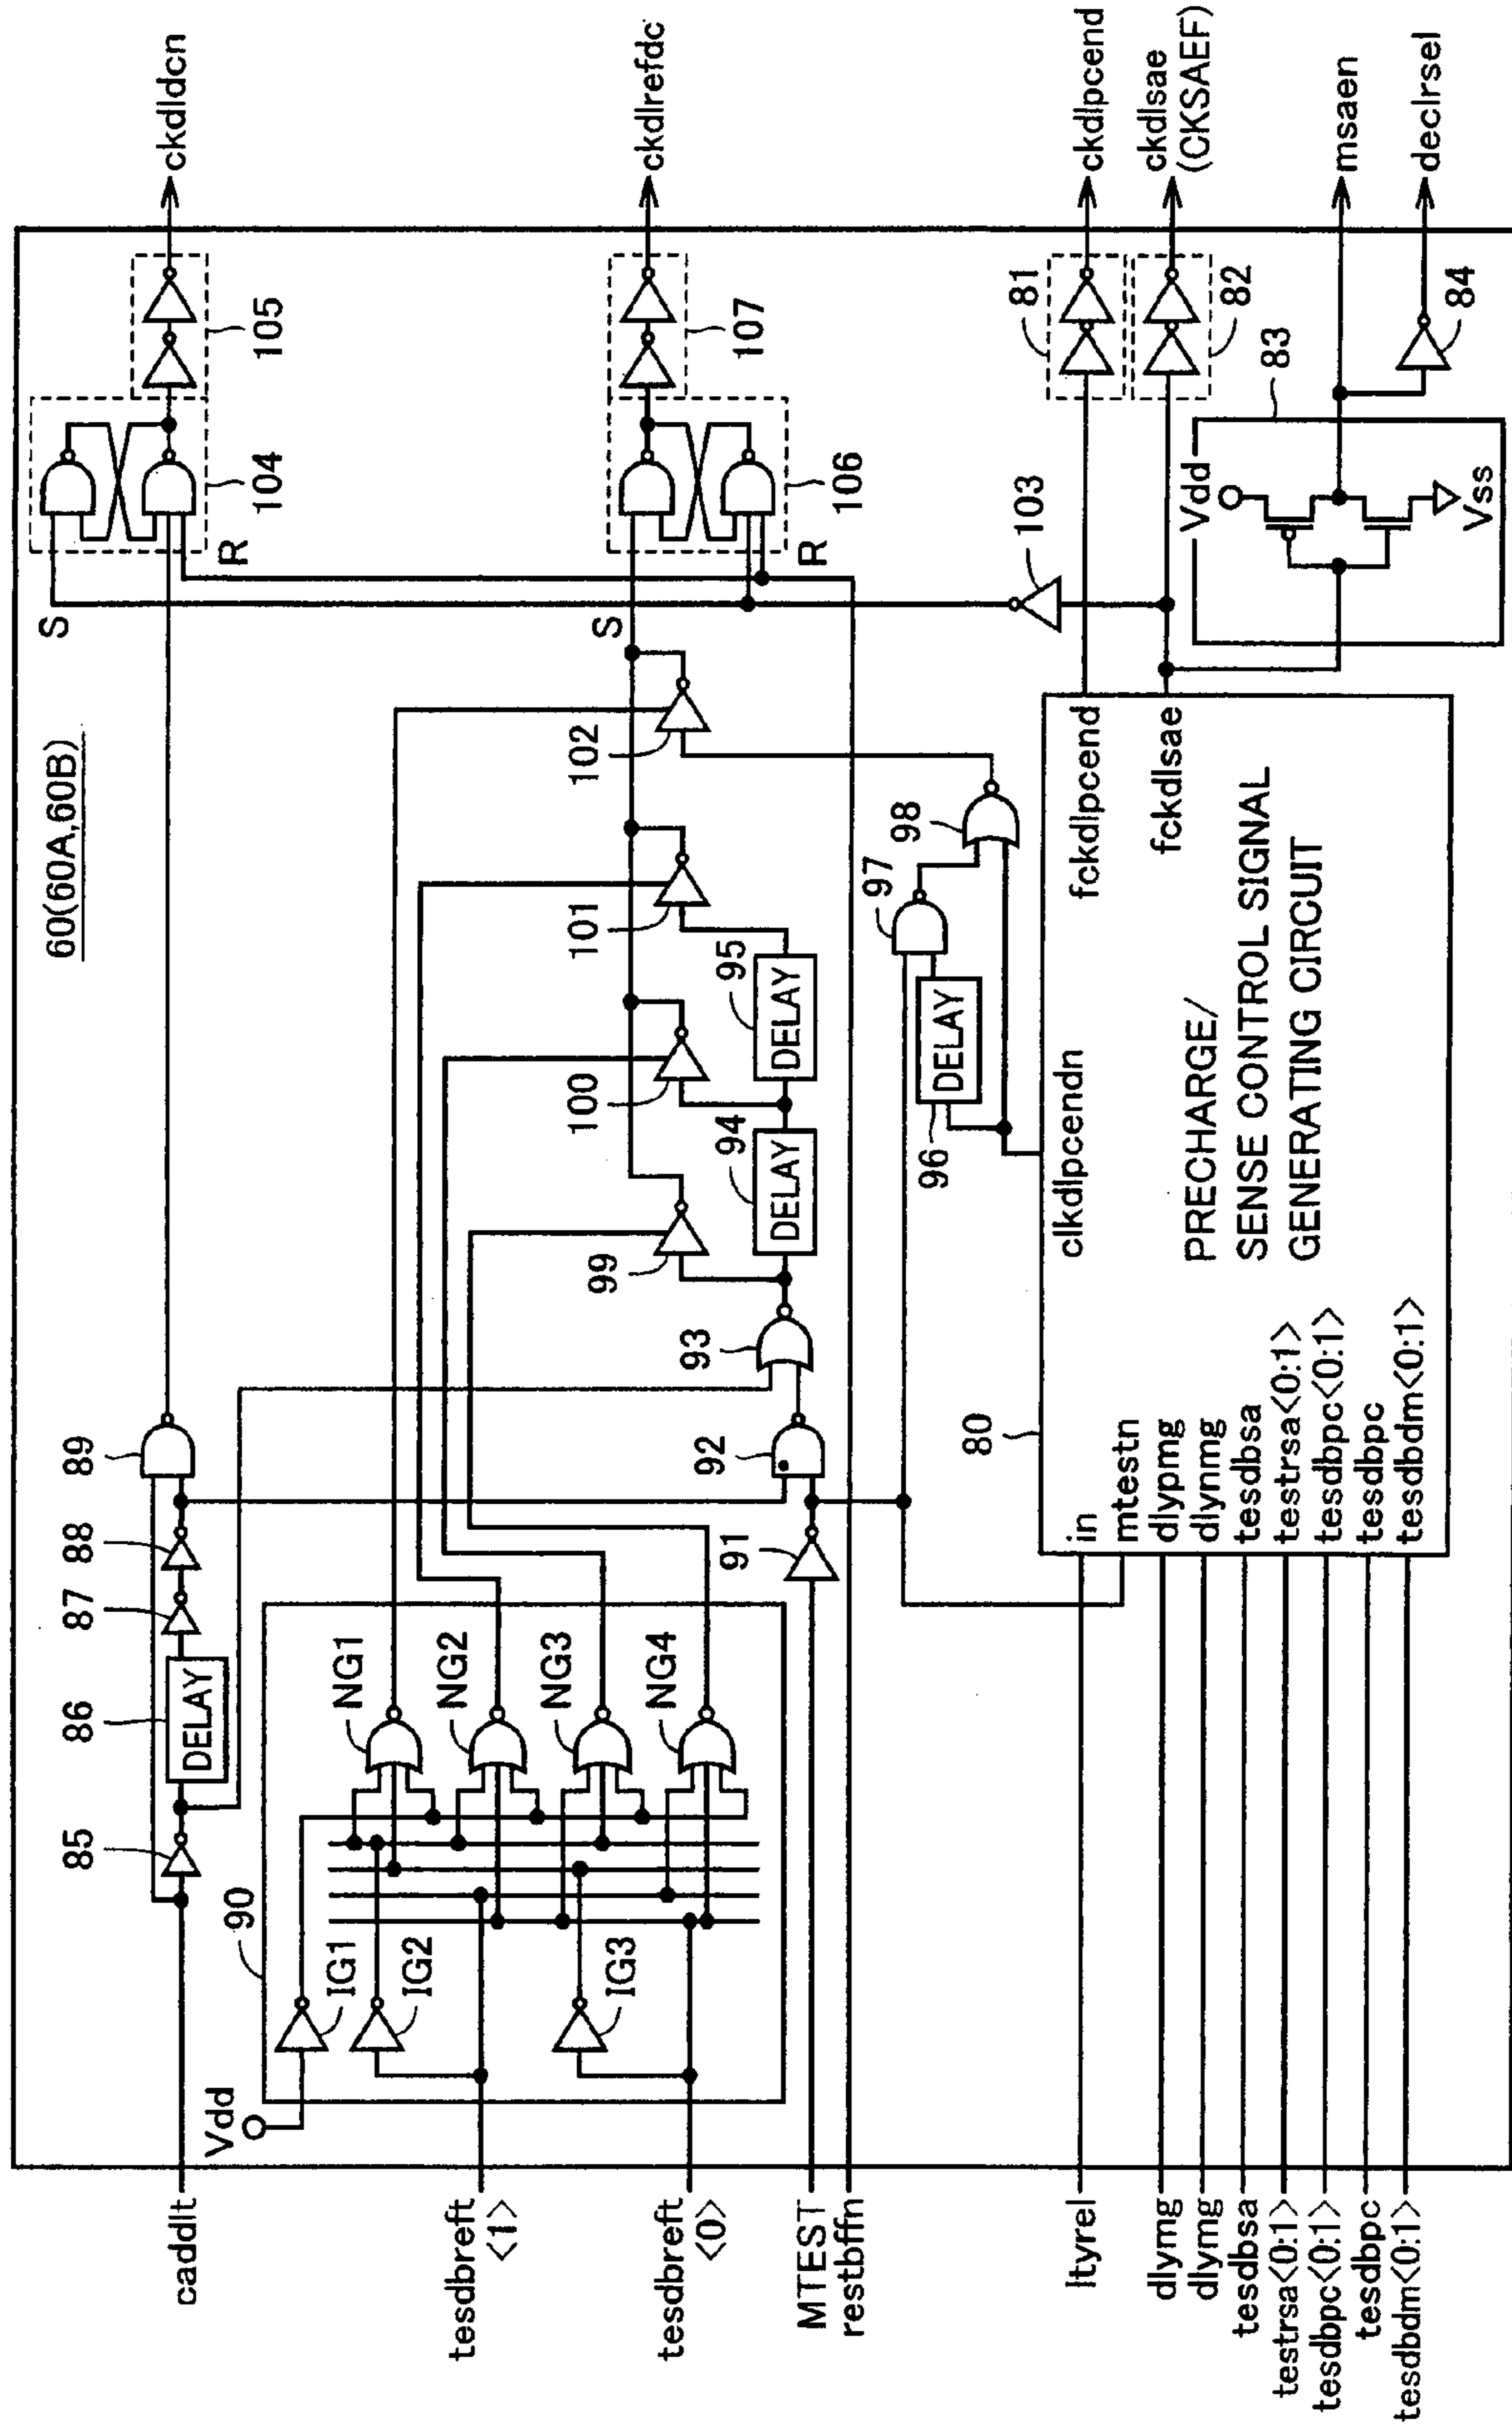 60(60A,60B)
caddlt
85
86
DELAY
87
88
89
S
R
104
105
ckdldcn
Vdd
90
IG1
IG2
IG3
NG1
NG2
NG3
NG4
tesdbreft
<1>
tesdbreft
<0>
MTEST
restbffn
91
92
93
99
94
DELAY
100
95
DELAY
101
102
S
R
106
107
ckdlrefdc
96
DELAY
97
98
103
80
in
mtestn
dlypmg
dlynmg
tesdbsa
testrsa<0:1>
tesdbpc<0:1>
tesdbpc
tesdbdm<0:1>
clkdlpcendn
PRECHARGE/
SENSE CONTROL SIGNAL
GENERATING CIRCUIT
fckdlpcend
fckdlsae
ltyrel
dlymg
dlymg
tesdbsa
testrsa<0:1>
tesdbpc<0:1>
tesdbpc
tesdbdm<0:1>
81
82
83
Vdd
Vss
84
ckdlpcend
ckdlsae
(CKSAEF)
msaen
declrsel